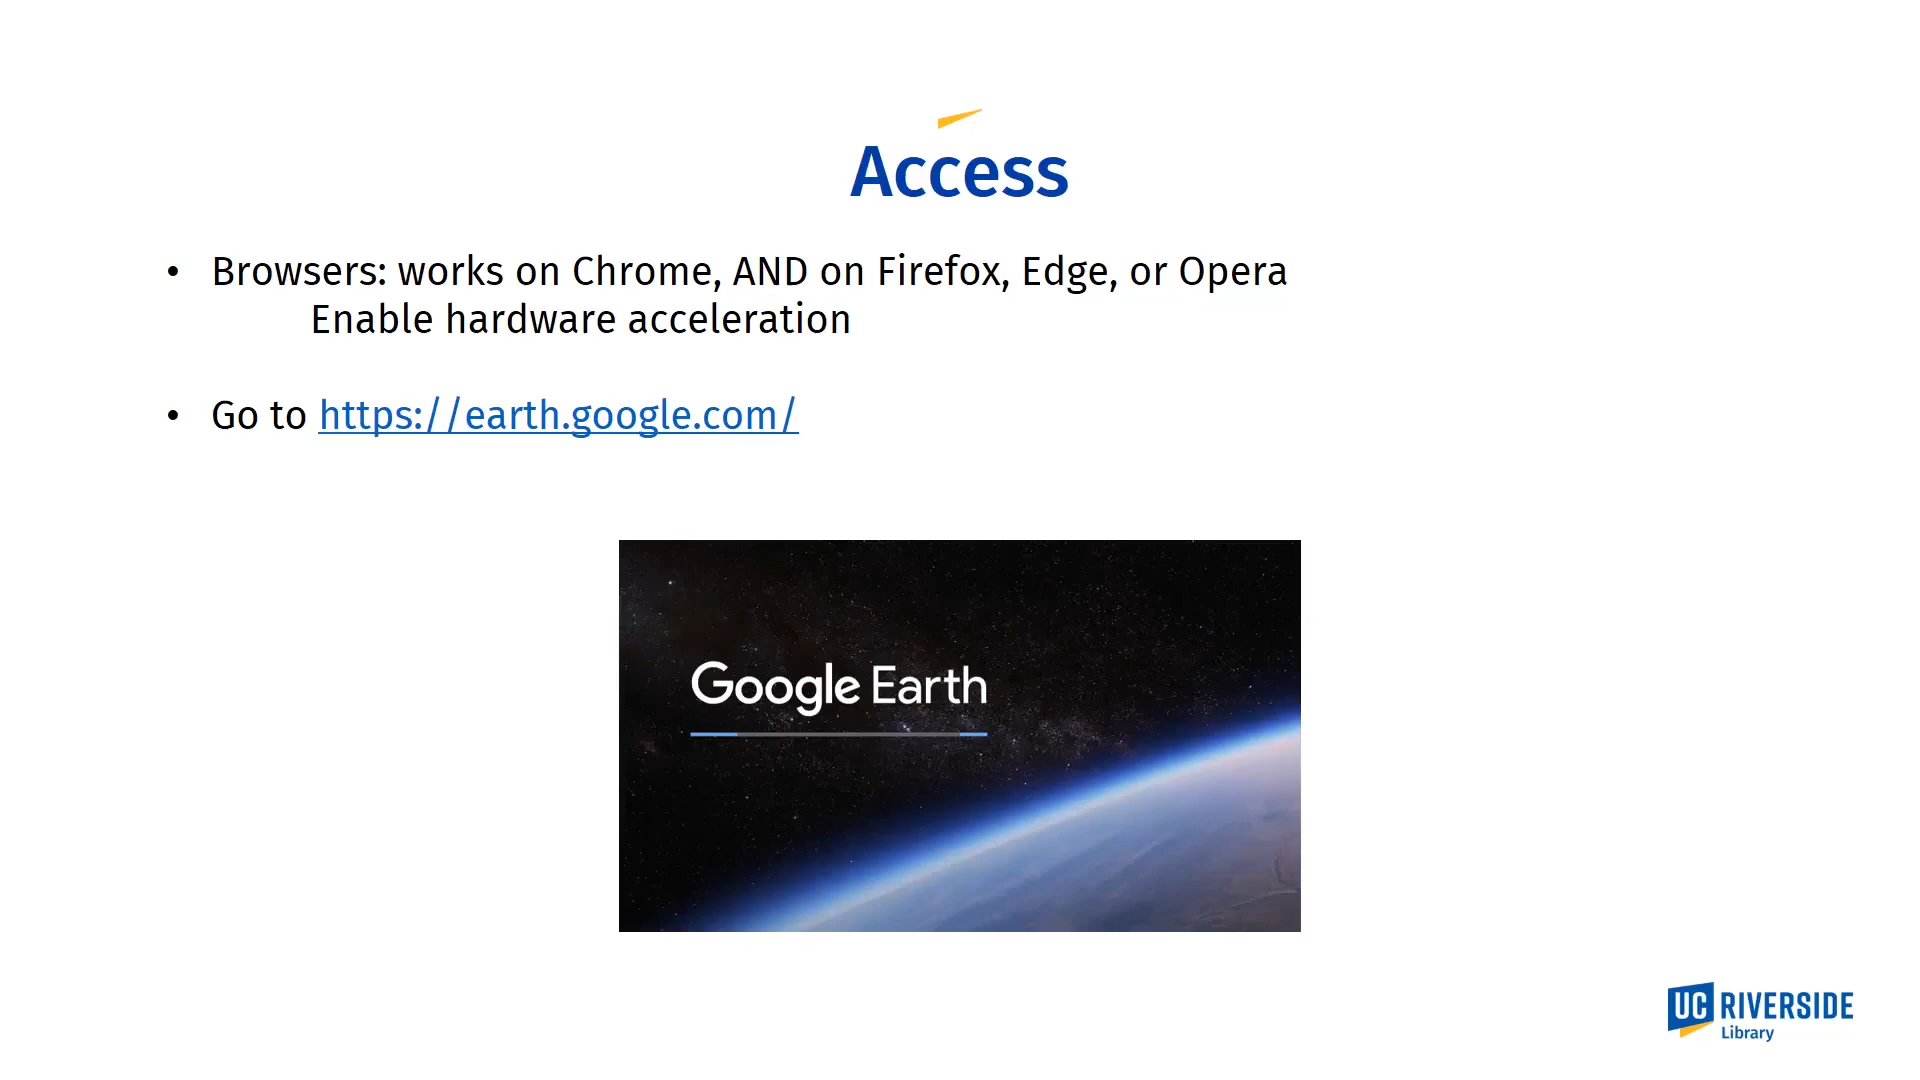 Access
• Browsers: works on Chrome, AND on Firefox, Edge, or Opera
Enable hardware acceleration
• Go to https://earth.google.com/
Google Earth
UC RIVERSIDE
Library